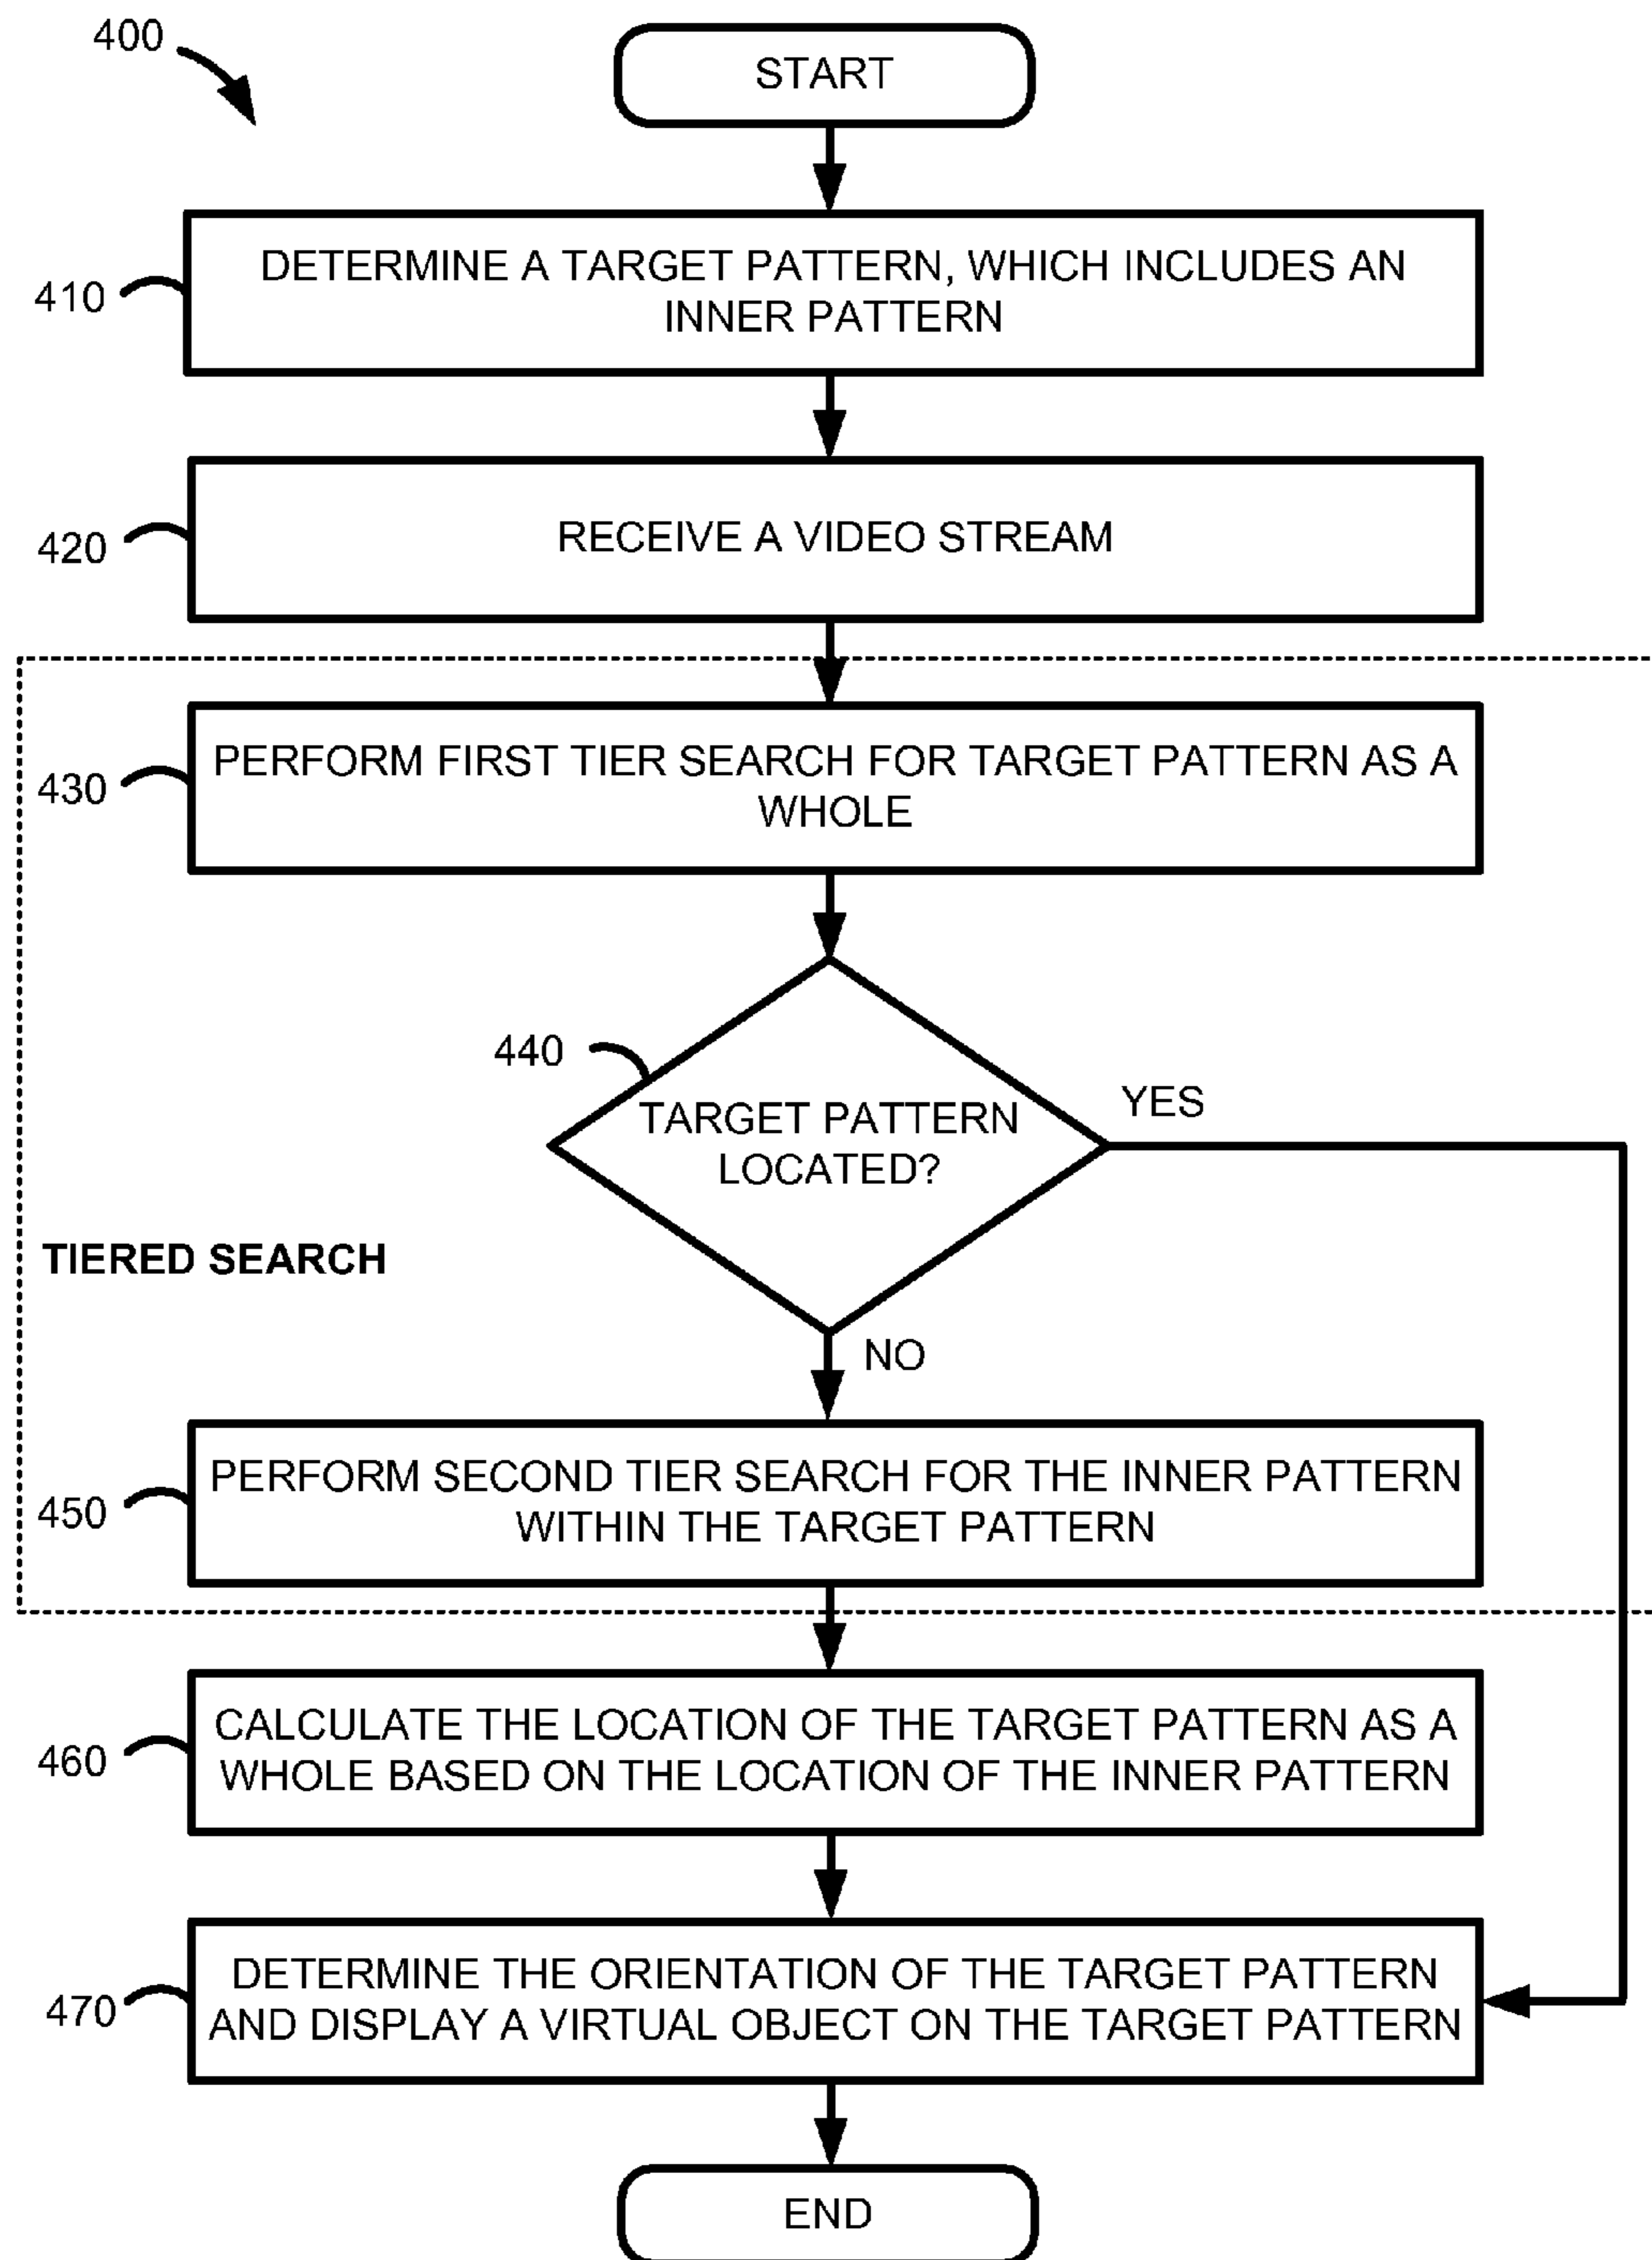 400
START
410
DETERMINE A TARGET PATTERN, WHICH INCLUDES AN
INNER PATTERN
420
RECEIVE A VIDEO STREAM
430
PERFORM FIRST TIER SEARCH FOR TARGET PATTERN AS A
WHOLE
440
TARGET PATTERN
LOCATED?
YES
TIERED SEARCH
NO
450
PERFORM SECOND TIER SEARCH FOR THE INNER PATTERN
WITHIN THE TARGET PATTERN
460
CALCULATE THE LOCATION OF THE TARGET PATTERN AS A
WHOLE BASED ON THE LOCATION OF THE INNER PATTERN
470
DETERMINE THE ORIENTATION OF THE TARGET PATTERN
AND DISPLAY A VIRTUAL OBJECT ON THE TARGET PATTERN
END